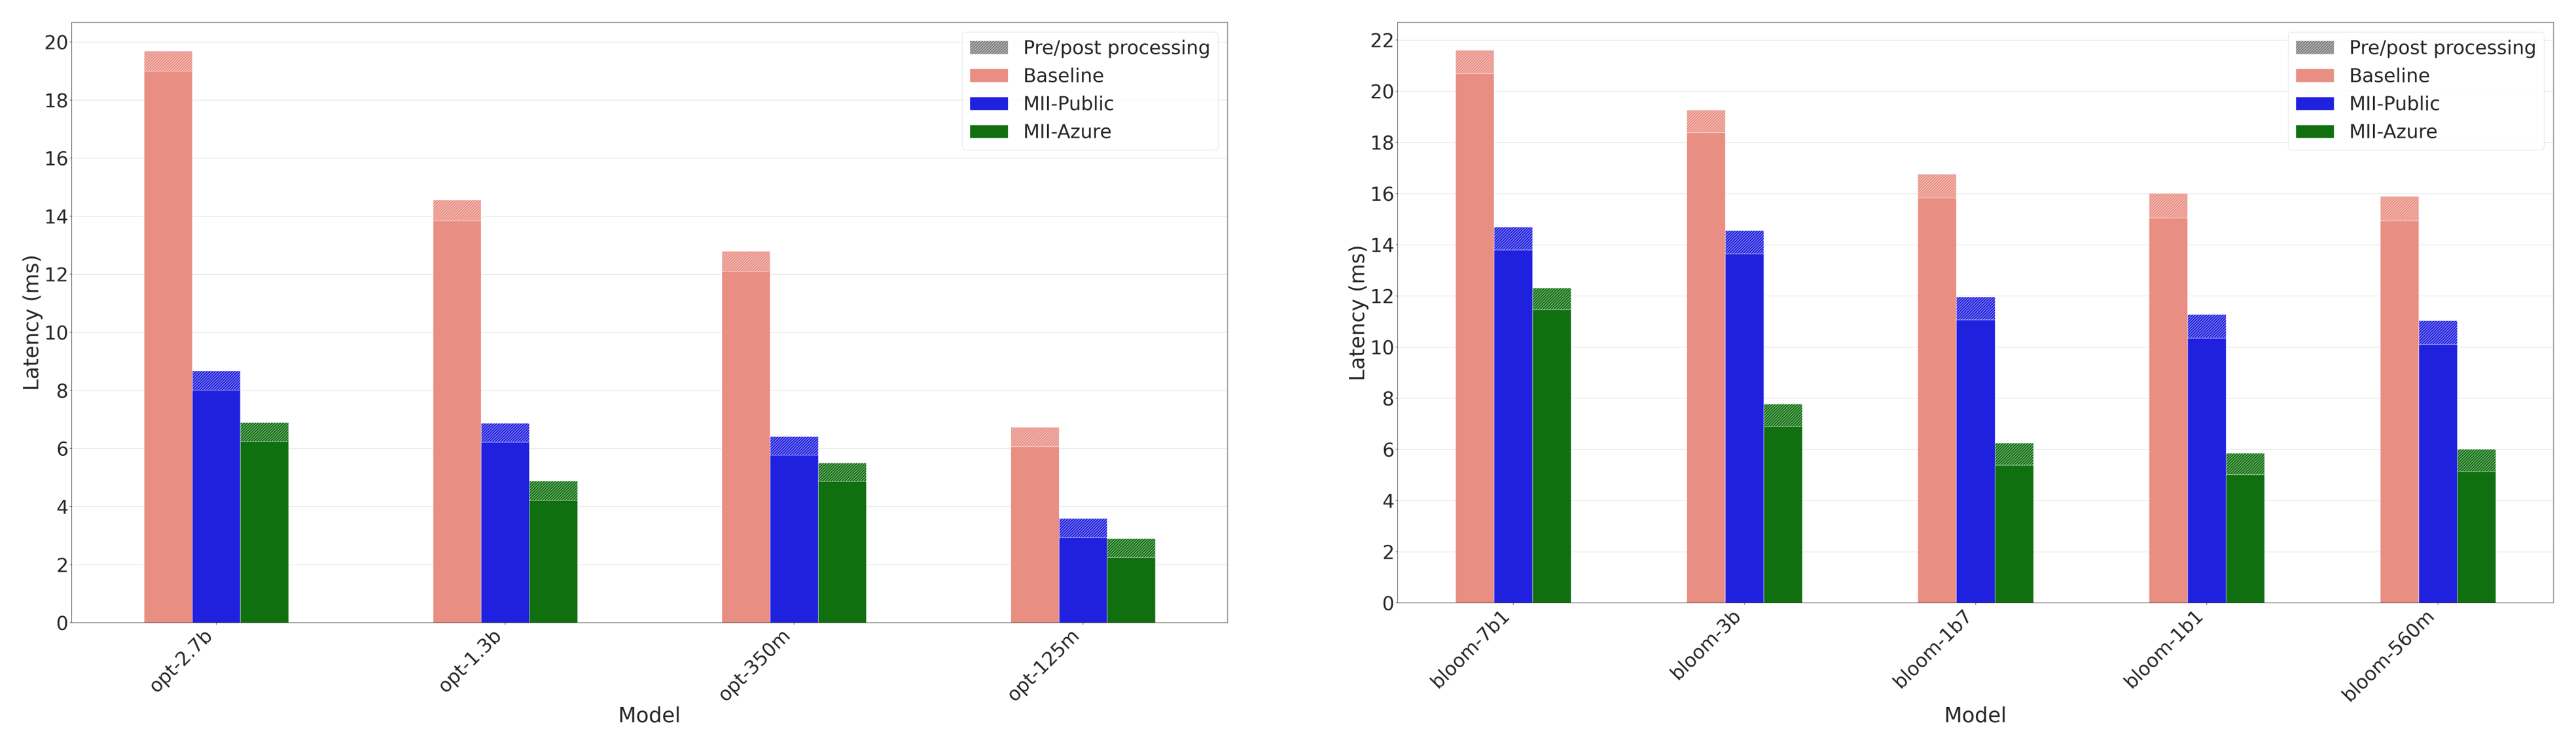 20
18
16
14
12
10
8
6
4
2
0
Latency (ms)
Pre/post processing
Baseline
MII-Public
MII-Azure
opt-2.7b
opt-1.3b
opt-350m
opt-125m
Model
22
20
18
16
14
12
10
8
6
4
2
0
Latency (ms)
Pre/post processing
Baseline
MII-Public
MII-Azure
bloom-7b1
bloom-3b
bloom-1b7
bloom-1b1
bloom-560m
Model